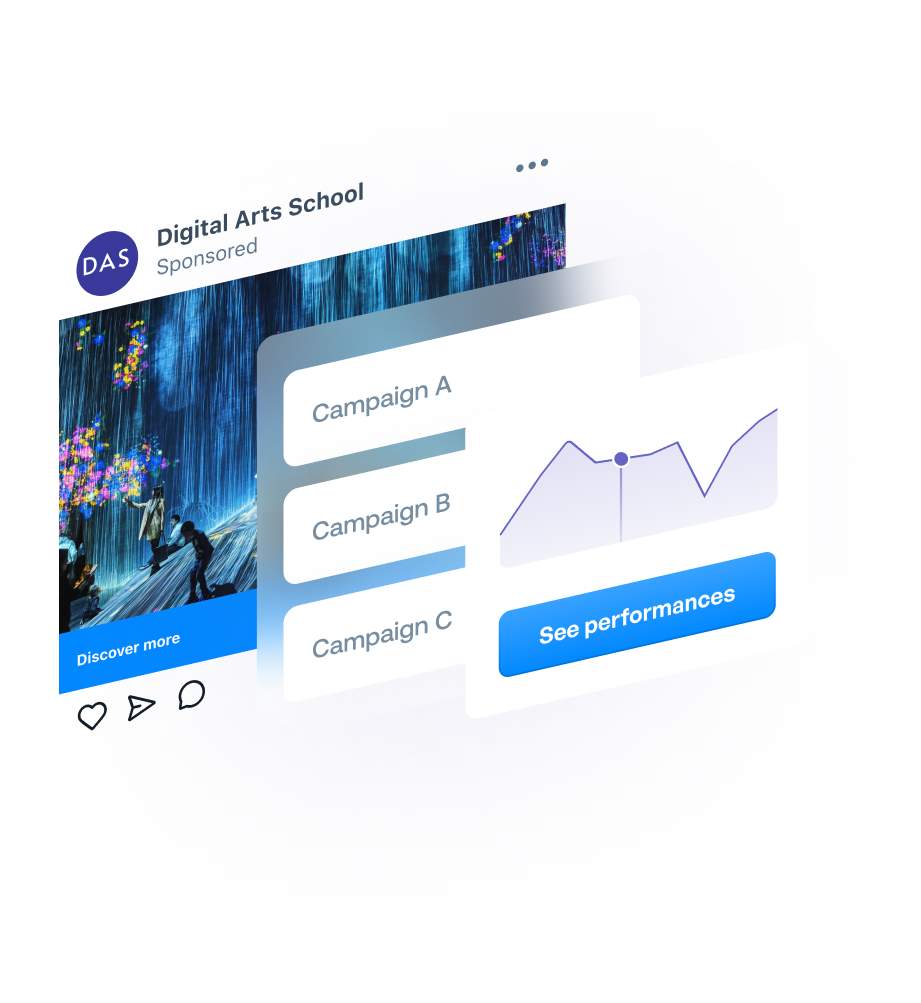 Digital Arts School
DAS
Sponsored
Campaign A
Campaign B
Campaign C
See performances
Discover more